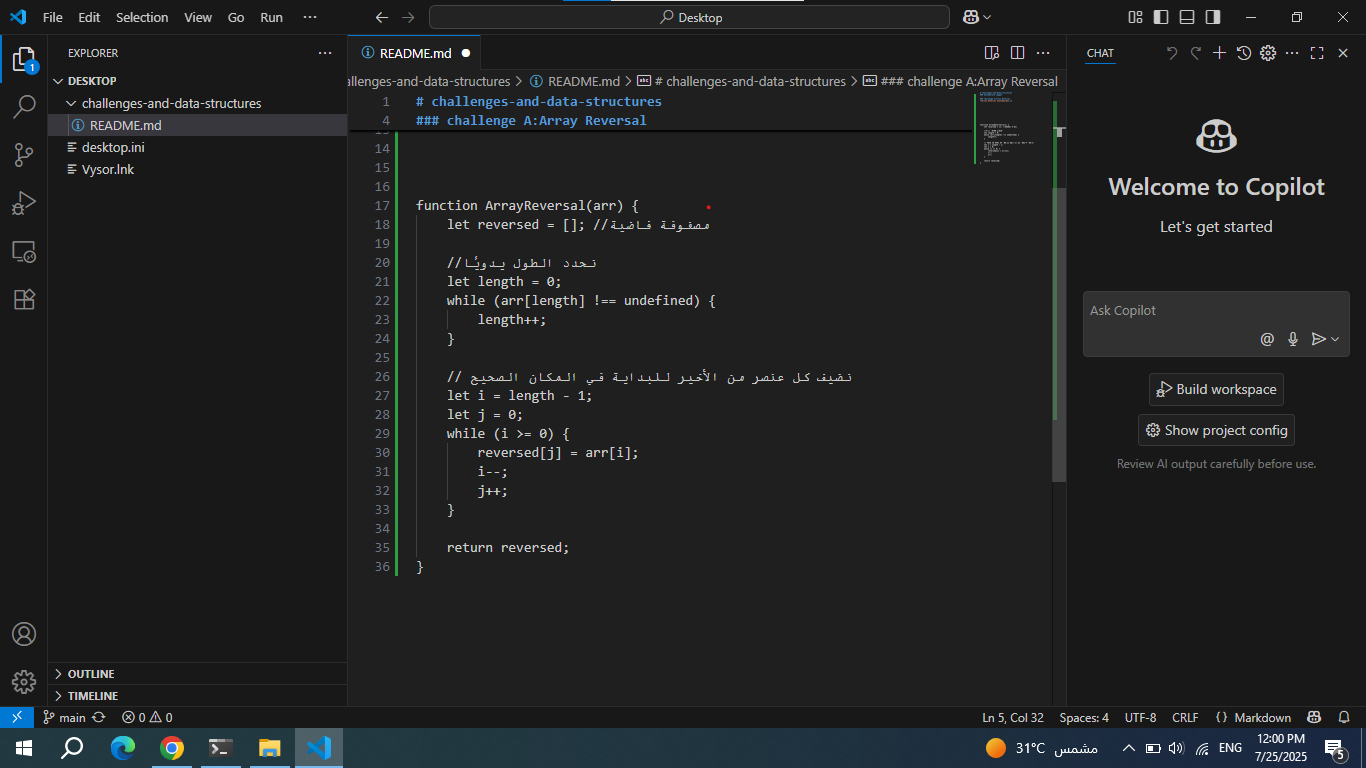 File Edit Selection View Go Run ···
Desktop
EXPLORER ···
DESKTOP
challenges-and-data-structures
README.md
desktop.ini
Vysor.lnk
OUTLINE
TIMELINE
README.md
allenges-and-data-structures > README.md > # challenges-and-data-structures > ### challenge A:Array Reversal
1 # challenges-and-data-structures
4 ### challenge A:Array Reversal
14
15
16
17 function ArrayReversal(arr) {
18 let reversed = []; //مصفوفة فاضية
19
20 //نحدد الطول يدويًا
21 let length = 0;
22 while (arr[length] !== undefined) {
23 length++;
24 }
25
26 // نضيف كل عنصر من الأخير للبداية في المكان الصحيح
27 let i = length - 1;
28 let j = 0;
29 while (i >= 0) {
30 reversed[j] = arr[i];
31 i--;
32 j++;
33 }
34
35 return reversed;
36 }
CHAT
Welcome to Copilot
Let's get started
Ask Copilot
Build workspace
Show project config
Review AI output carefully before use.
1
main 0 0
Ln 5, Col 32 Spaces: 4 UTF-8 CRLF {} Markdown
31°C مشمس
ENG
12:00 PM
7/25/2025
5